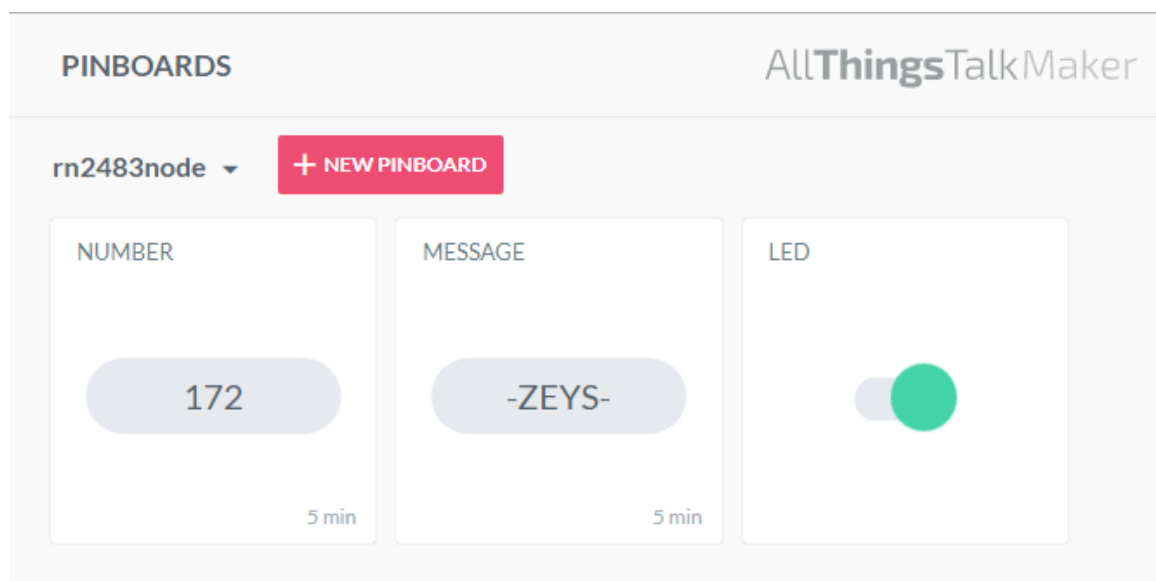 PINBOARDS
AllThingsTalkMaker
rn2483node
+ NEW PINBOARD
NUMBER
MESSAGE
LED
172
-ZEYS-
5 min
5 min